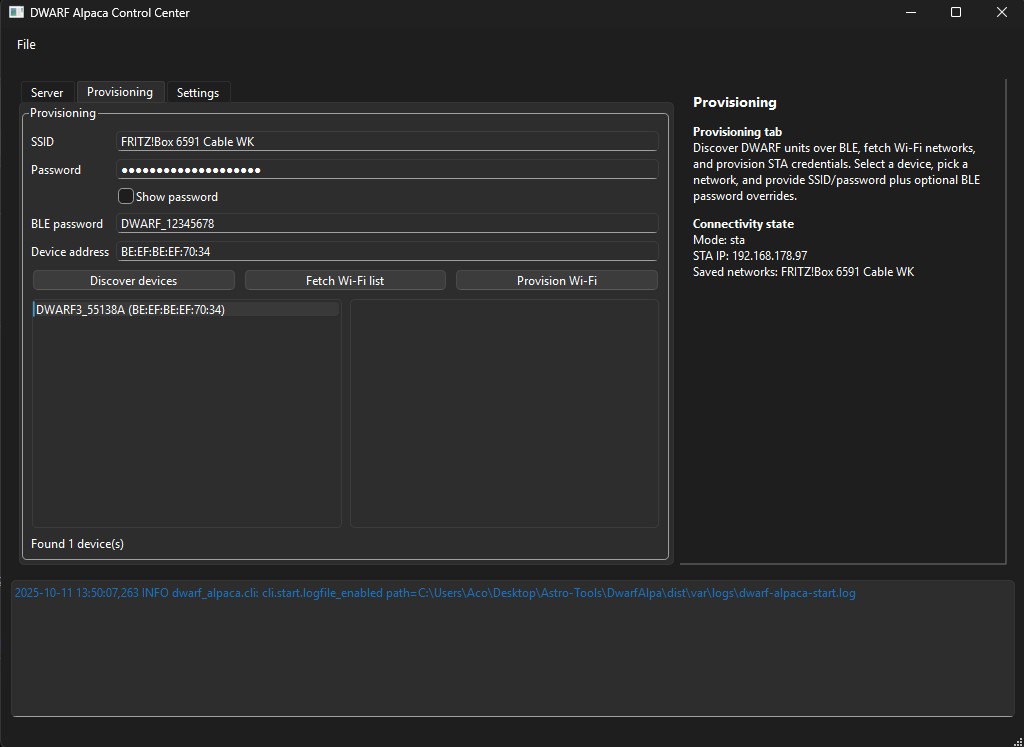 DWARF Alpaca Control Center
File
Server
Provisioning
Settings
Provisioning
SSID
FRITZ!Box 6591 Cable WK
Password
●●●●●●●●●●●●●●●●●●●●
Show password
BLE password
DWARF_12345678
Device address
BE:EF:BE:EF:70:34
Discover devices
Fetch Wi-Fi list
Provision Wi-Fi
DWARF3_55138A (BE:EF:BE:EF:70:34)
Found 1 device(s)
Provisioning
Provisioning tab
Discover DWARF units over BLE, fetch Wi-Fi networks,
and provision STA credentials. Select a device, pick a
network, and provide SSID/password plus optional BLE
password overrides.
Connectivity state
Mode: sta
STA IP: 192.168.178.97
Saved networks: FRITZ!Box 6591 Cable WK
2025-10-11 13:50:07,263 INFO dwarf_alpaca.cli: cli.start.logfile_enabled path=C:\Users\Aco\Desktop\Astro-Tools\DwarfAlpa\dist\var\logs\dwarf-alpaca-start.log